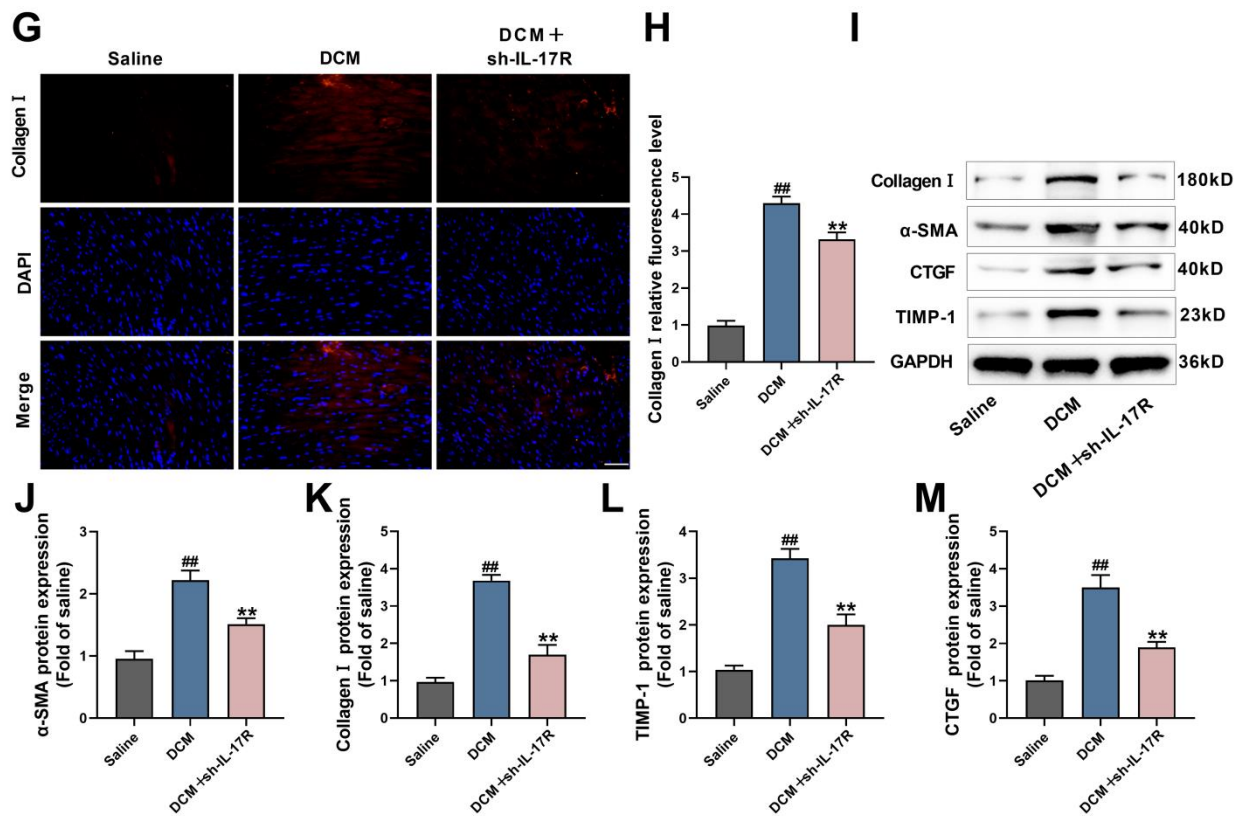 G
Saline
DCM
DCM+
sh-IL-17R
Collagen Ⅰ
DAPI
Merge
H
Collagen Ⅰ relative fluorescence level
5
4
3
2
1
0
##
**
Saline
DCM
DCM+sh-IL-17R
I
Collagen Ⅰ
180kD
α-SMA
40kD
CTGF
40kD
TIMP-1
23kD
GAPDH
36kD
Saline
DCM
DCM+sh-IL-17R
J
α-SMA protein expression
(Fold of saline)
3
2
1
0
##
**
Saline
DCM
DCM+sh-IL-17R
K
Collagen Ⅰ protein expression
(Fold of saline)
5
4
3
2
1
0
##
**
Saline
DCM
DCM+sh-IL-17R
L
TIMP-1 protein expression
(Fold of saline)
4
3
2
1
0
##
**
Saline
DCM
DCM+sh-IL-17R
M
CTGF protein expression
(Fold of saline)
5
4
3
2
1
0
##
**
Saline
DCM
DCM+sh-IL-17R